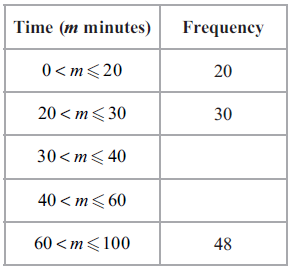 Time (m minutes) Frequency
0 < m ⩽ 20 20
20 < m ⩽ 30 30
30 < m ⩽ 40
40 < m ⩽ 60
60 < m ⩽ 100 48